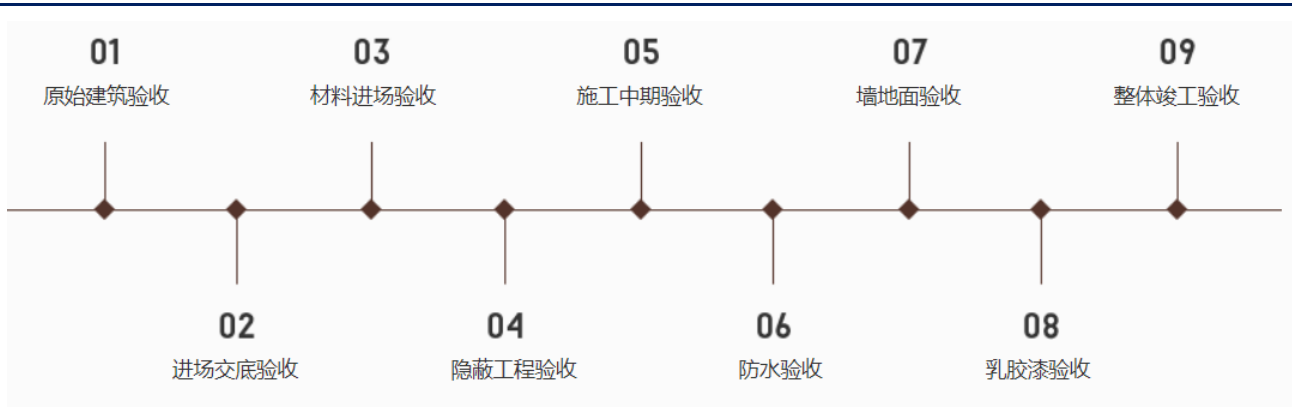 01
原始建筑验收
02
进场交底验收
03
材料进场验收
04
隐蔽工程验收
05
施工中期验收
06
防水验收
07
墙地面验收
08
乳胶漆验收
09
整体竣工验收